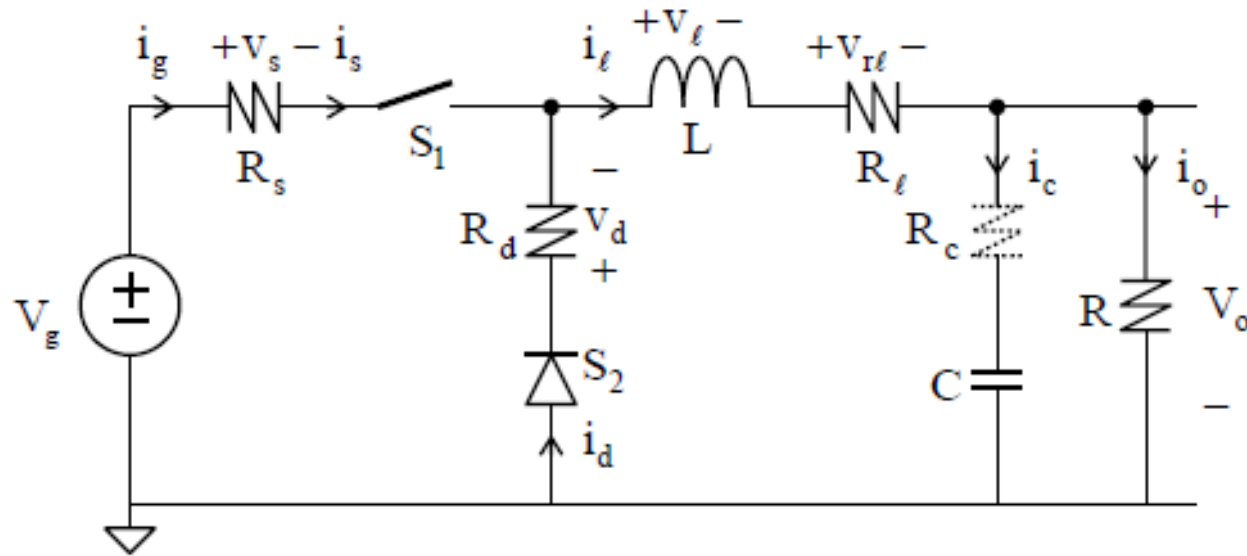 i_g +v_s − i_s i_ℓ +v_ℓ − +v_rℓ −
R_s S_1 L R_ℓ i_c i_o
− +
R_d v_d R_c
+
V_g + − R V_o
S_2 C
i_d −